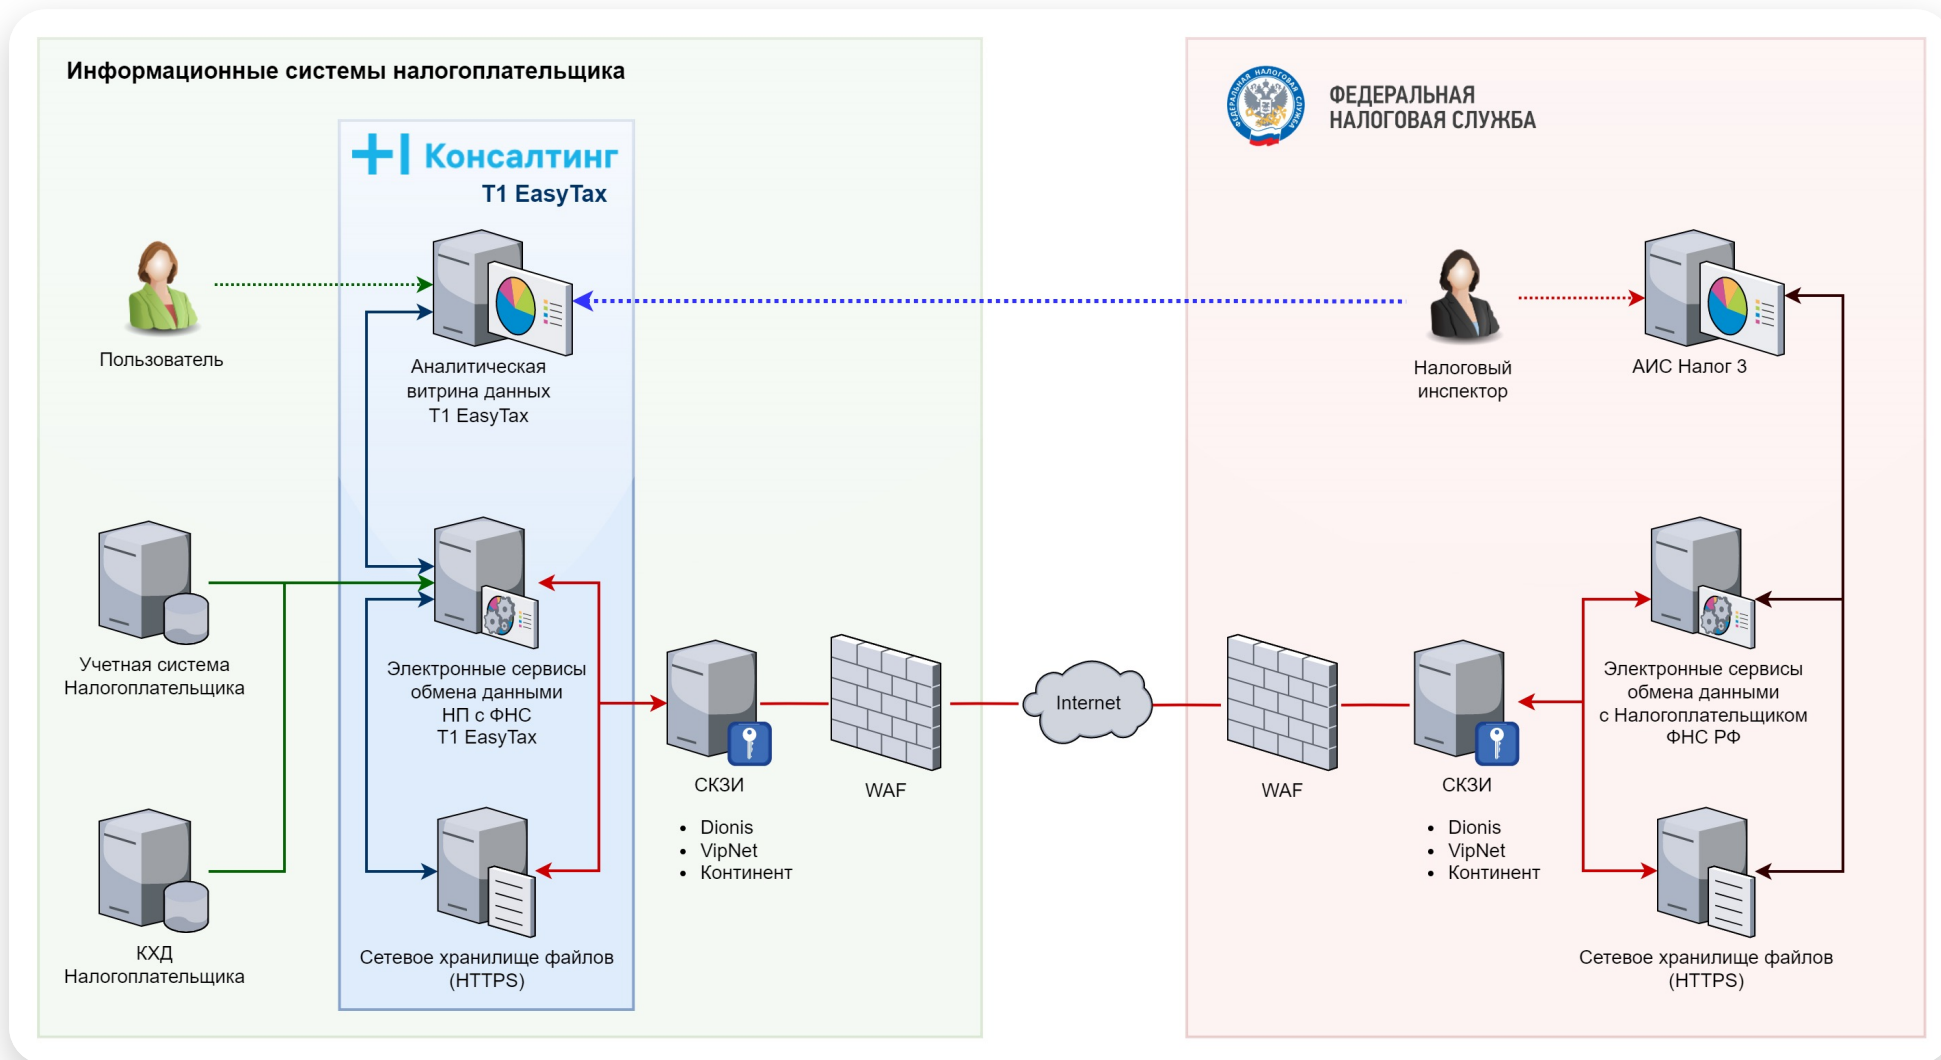 Информационные системы налогоплательщика
Консалтинг
T1 EasyTax
Пользователь
Аналитическая
витрина данных
T1 EasyTax
Учетная система
Налогоплательщика
Электронные сервисы
обмена данными
НП с ФНС
T1 EasyTax
КХД
Налогоплательщика
Сетевое хранилище файлов
(HTTPS)
СКЗИ
• Dionis
• VipNet
• Континент
WAF
Internet
ФЕДЕРАЛЬНАЯ НАЛОГОВАЯ СЛУЖБА
ФЕДЕРАЛЬНАЯ
НАЛОГОВАЯ СЛУЖБА
Налоговый
инспектор
АИС Налог 3
WAF
СКЗИ
• Dionis
• VipNet
• Континент
Электронные сервисы
обмена данными
с Налогоплательщиком
ФНС РФ
Сетевое хранилище файлов
(HTTPS)